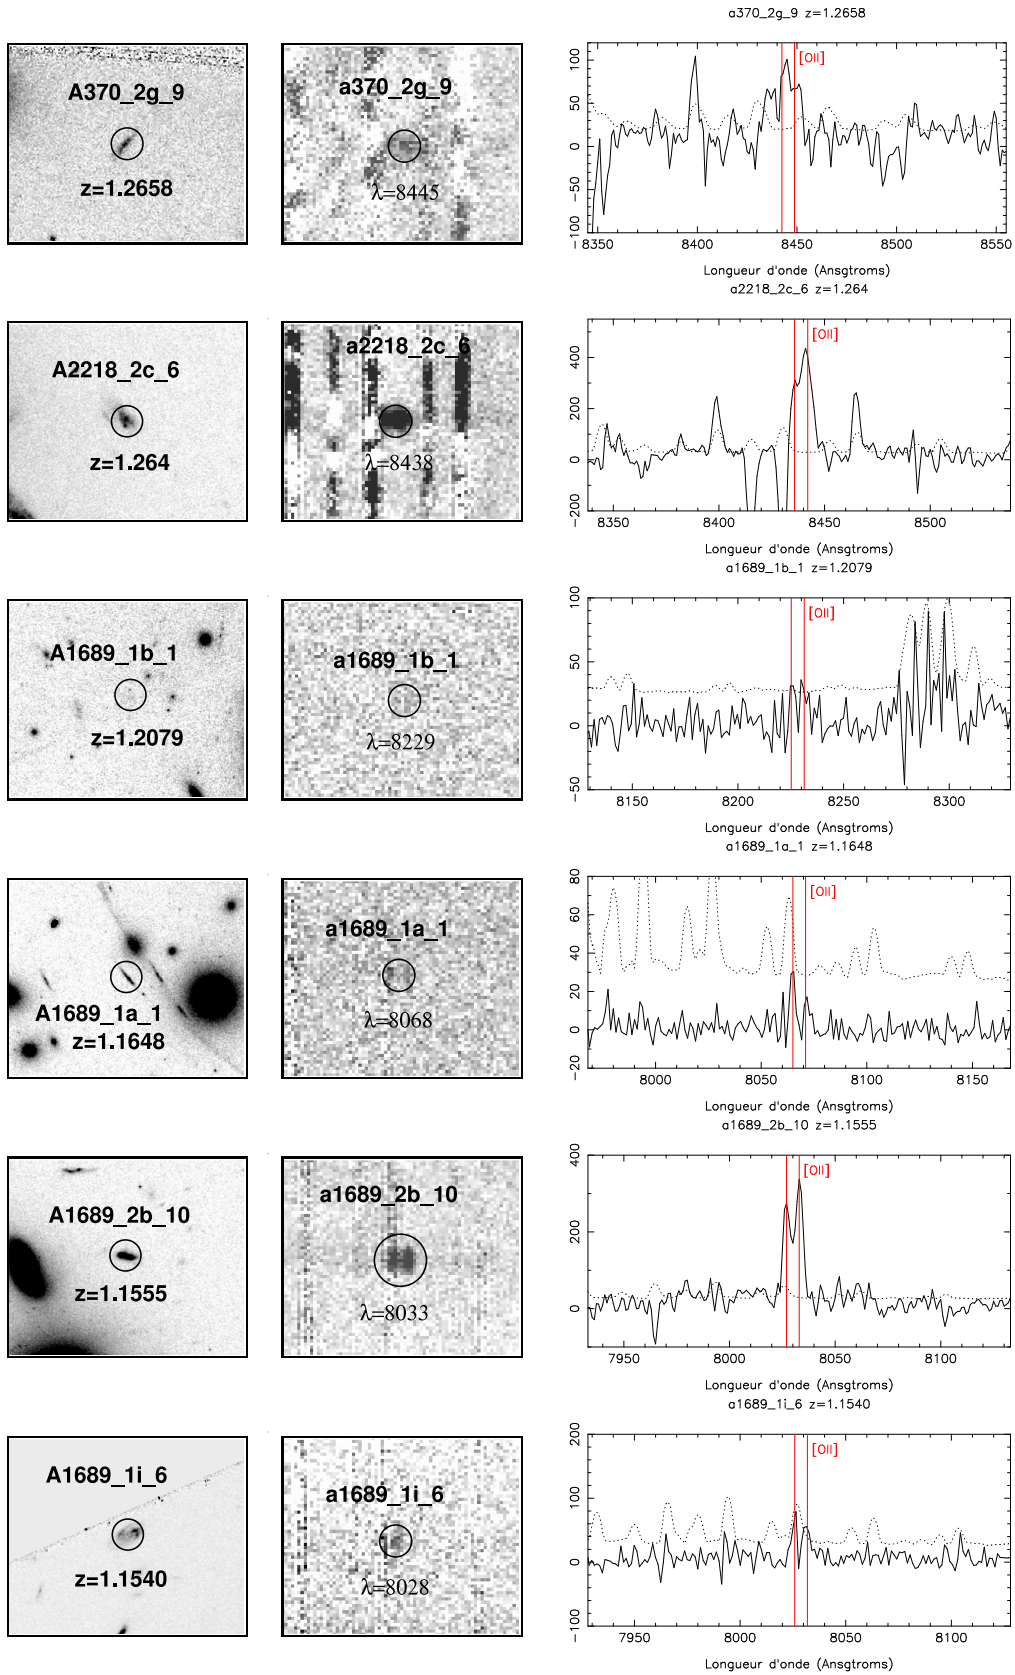 a370_2g_9 z=1.2658
A370_2g_9
z=1.2658
a370_2g_9
λ=8445
[OII]
100
50
0
−50
−100
8350 8400 8450 8500 8550
Longueur d'onde (Ansgtroms)
a2218_2c_6 z=1.264
A2218_2c_6
z=1.264
a2218_2c_6
λ=8438
[OII]
400
200
0
−200
8350 8400 8450 8500
Longueur d'onde (Ansgtroms)
a1689_1b_1 z=1.2079
A1689_1b_1
z=1.2079
a1689_1b_1
λ=8229
[OII]
100
50
0
−50
8150 8200 8250 8300
Longueur d'onde (Ansgtroms)
a1689_1a_1 z=1.1648
A1689_1a_1
z=1.1648
a1689_1a_1
λ=8068
[OII]
80
60
40
20
0
−20
8000 8050 8100 8150
Longueur d'onde (Ansgtroms)
a1689_2b_10 z=1.1555
A1689_2b_10
z=1.1555
a1689_2b_10
λ=8033
[OII]
400
200
0
7950 8000 8050 8100
Longueur d'onde (Ansgtroms)
a1689_1i_6 z=1.1540
A1689_1i_6
z=1.1540
a1689_1i_6
λ=8028
[OII]
200
100
0
−100
7950 8000 8050 8100
Longueur d'onde (Ansgtroms)